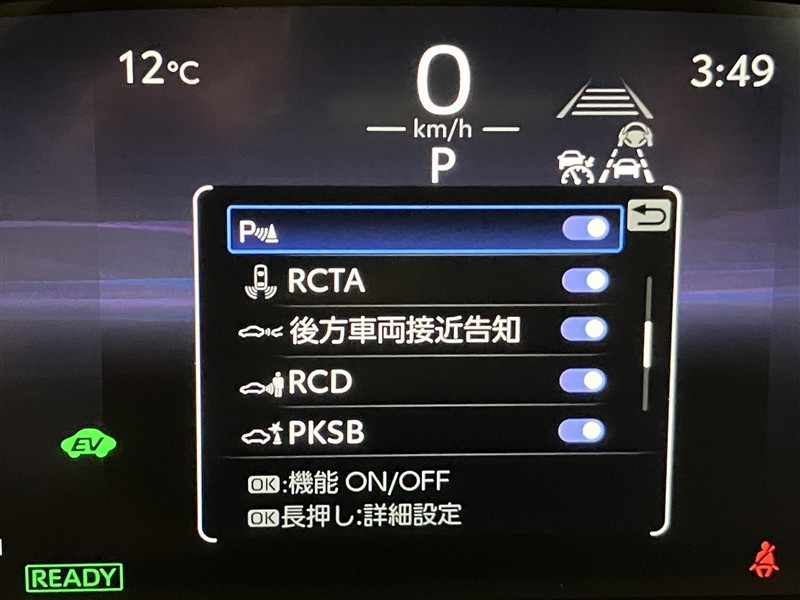 12℃
0
3:49
km/h
P
P
RCTA
後方車両接近告知
RCD
PKSB
EV
OK:機能 ON/OFF
OK長押し:詳細設定
READY